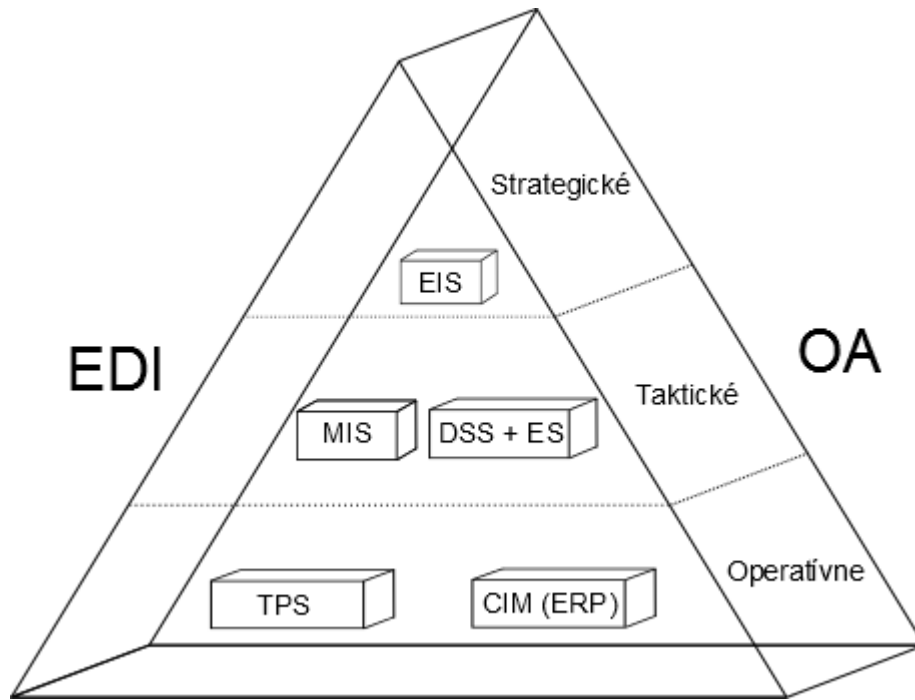 Strategické
EIS
EDI
OA
Taktické
MIS
DSS + ES
Operatívne
TPS
CIM (ERP)